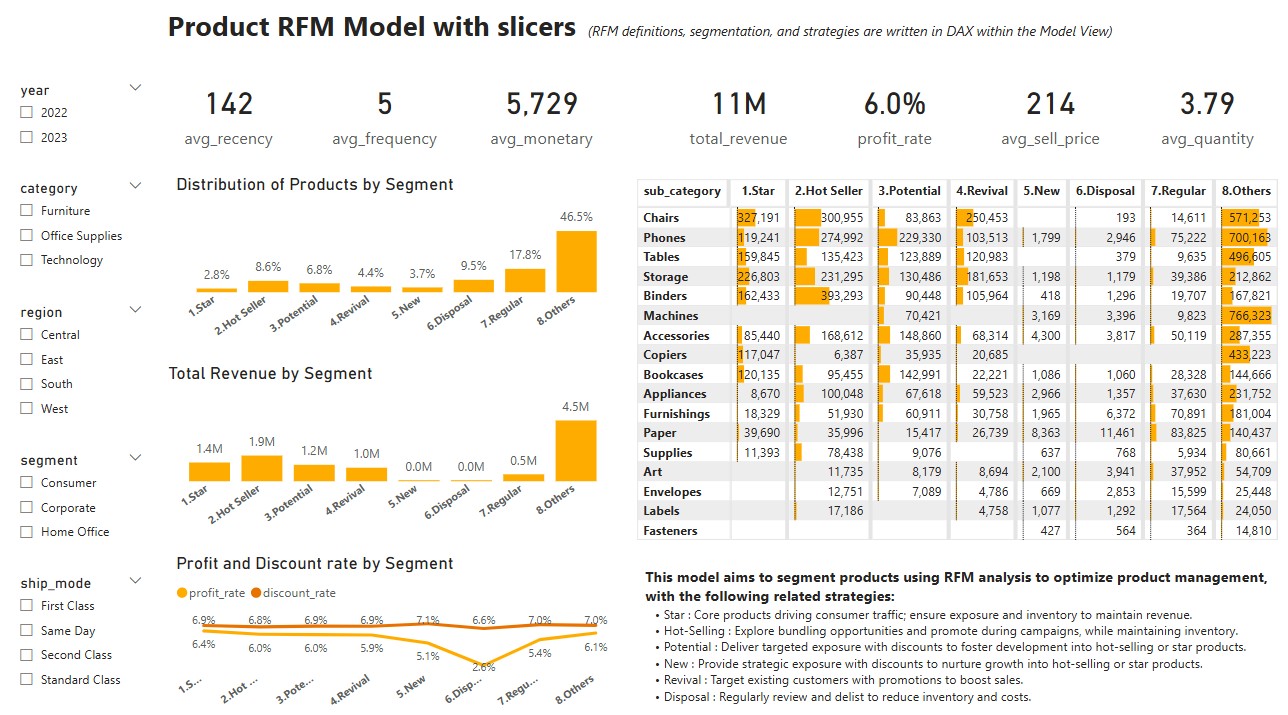 Product RFM Model with slicers (RFM definitions, segmentation, and strategies are written in DAX within the Model View)
year
2022
2023
category
Furniture
Office Supplies
Technology
region
Central
East
South
West
segment
Consumer
Corporate
Home Office
ship_mode
First Class
Same Day
Second Class
Standard Class
142 5 5,729 11M 6.0% 214 3.79
avg_recency avg_frequency avg_monetary total_revenue profit_rate avg_sell_price avg_quantity
Distribution of Products by Segment
2.8% 8.6% 6.8% 4.4% 3.7% 9.5% 17.8% 46.5%
1.Star 2.Hot Seller 3.Potential 4.Revival 5.New 6.Disposal 7.Regular 8.Others
Total Revenue by Segment
1.4M 1.9M 1.2M 1.0M 0.0M 0.0M 0.5M 4.5M
1.Star 2.Hot Seller 3.Potential 4.Revival 5.New 6.Disposal 7.Regular 8.Others
Profit and Discount rate by Segment
profit_rate discount_rate
6.9% 6.8% 6.9% 6.9% 7.1% 6.6% 7.0% 7.0%
6.4% 6.0% 6.0% 5.9% 5.1% 2.6% 5.4% 6.1%
1.S... 2.Hot ... 3.Pote... 4.Revival 5.New 6.Disp... 7.Regu... 8.Others
sub_category 1.Star 2.Hot Seller 3.Potential 4.Revival 5.New 6.Disposal 7.Regular 8.Others
Chairs 327,191 300,955 83,863 250,453 193 14,611 571,253
Phones 119,241 274,992 229,330 103,513 1,799 2,946 75,222 700,163
Tables 159,845 135,423 123,889 120,983 379 9,635 496,605
Storage 226,803 231,295 130,486 181,653 1,198 1,179 39,386 212,862
Binders 162,433 393,293 90,448 105,964 418 1,296 19,707 167,821
Machines 70,421 3,169 3,396 9,823 766,323
Accessories 85,440 168,612 148,860 68,314 4,300 3,817 50,119 287,355
Copiers 117,047 6,387 35,935 20,685 433,223
Bookcases 120,135 95,455 142,991 22,221 1,086 1,060 28,328 144,666
Appliances 8,670 100,048 67,618 59,523 2,966 1,357 37,630 231,752
Furnishings 18,329 51,930 60,911 30,758 1,965 6,372 70,891 181,004
Paper 39,690 35,996 15,417 26,739 8,363 11,461 83,825 140,437
Supplies 11,393 78,438 9,076 637 768 5,934 80,661
Art 11,735 8,179 8,694 2,100 3,941 37,952 54,709
Envelopes 12,751 7,089 4,786 669 2,853 15,599 25,448
Labels 17,186 4,758 1,077 1,292 17,564 24,050
Fasteners 427 564 364 14,810
This model aims to segment products using RFM analysis to optimize product management,
with the following related strategies:
• Star : Core products driving consumer traffic; ensure exposure and inventory to maintain revenue.
• Hot-Selling : Explore bundling opportunities and promote during campaigns, while maintaining inventory.
• Potential : Deliver targeted exposure with discounts to foster development into hot-selling or star products.
• New : Provide strategic exposure with discounts to nurture growth into hot-selling or star products.
• Revival : Target existing customers with promotions to boost sales.
• Disposal : Regularly review and delist to reduce inventory and costs.